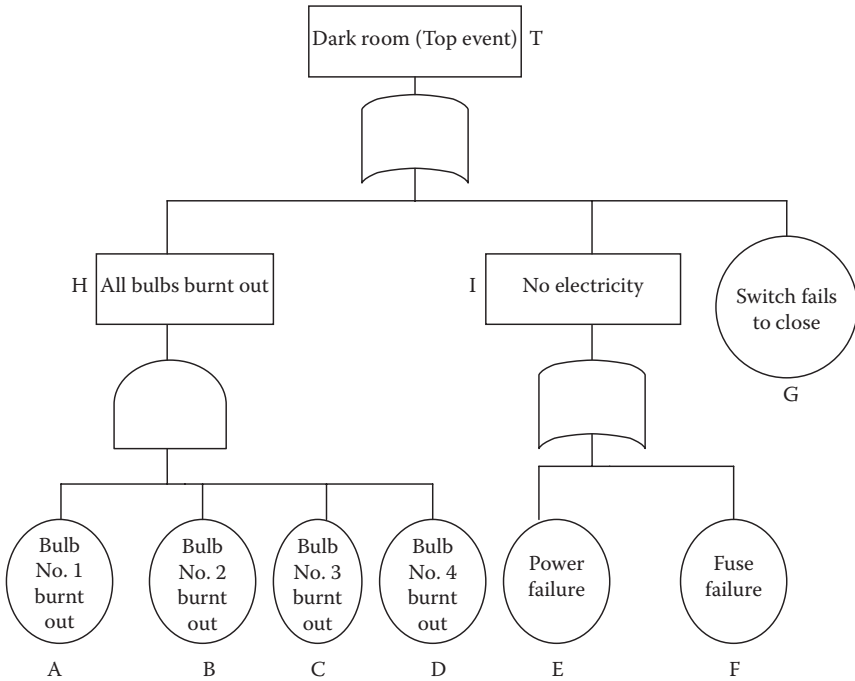 Dark room (Top event) T
H All bulbs burnt out
I No electricity
Switch fails
to close
G
Bulb
No. 1
burnt
out
Bulb
No. 2
burnt
out
Bulb
No. 3
burnt
out
Bulb
No. 4
burnt
out
Power
failure
Fuse
failure
A B C D E F